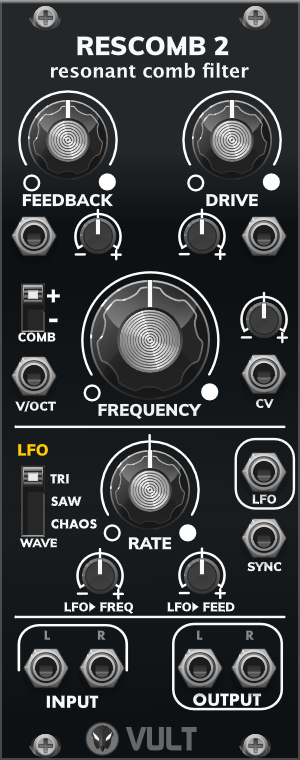 RESCOMB 2
resonant comb filter
FEEDBACK
DRIVE
- +
- +
+
-
COMB
- +
V/OCT
FREQUENCY
CV
LFO
TRI
SAW
CHAOS
WAVE
RATE
LFO
SYNC
- +
- +
LFO▸ FREQ
LFO▸ FEED
L R
L R
INPUT
OUTPUT
VULT